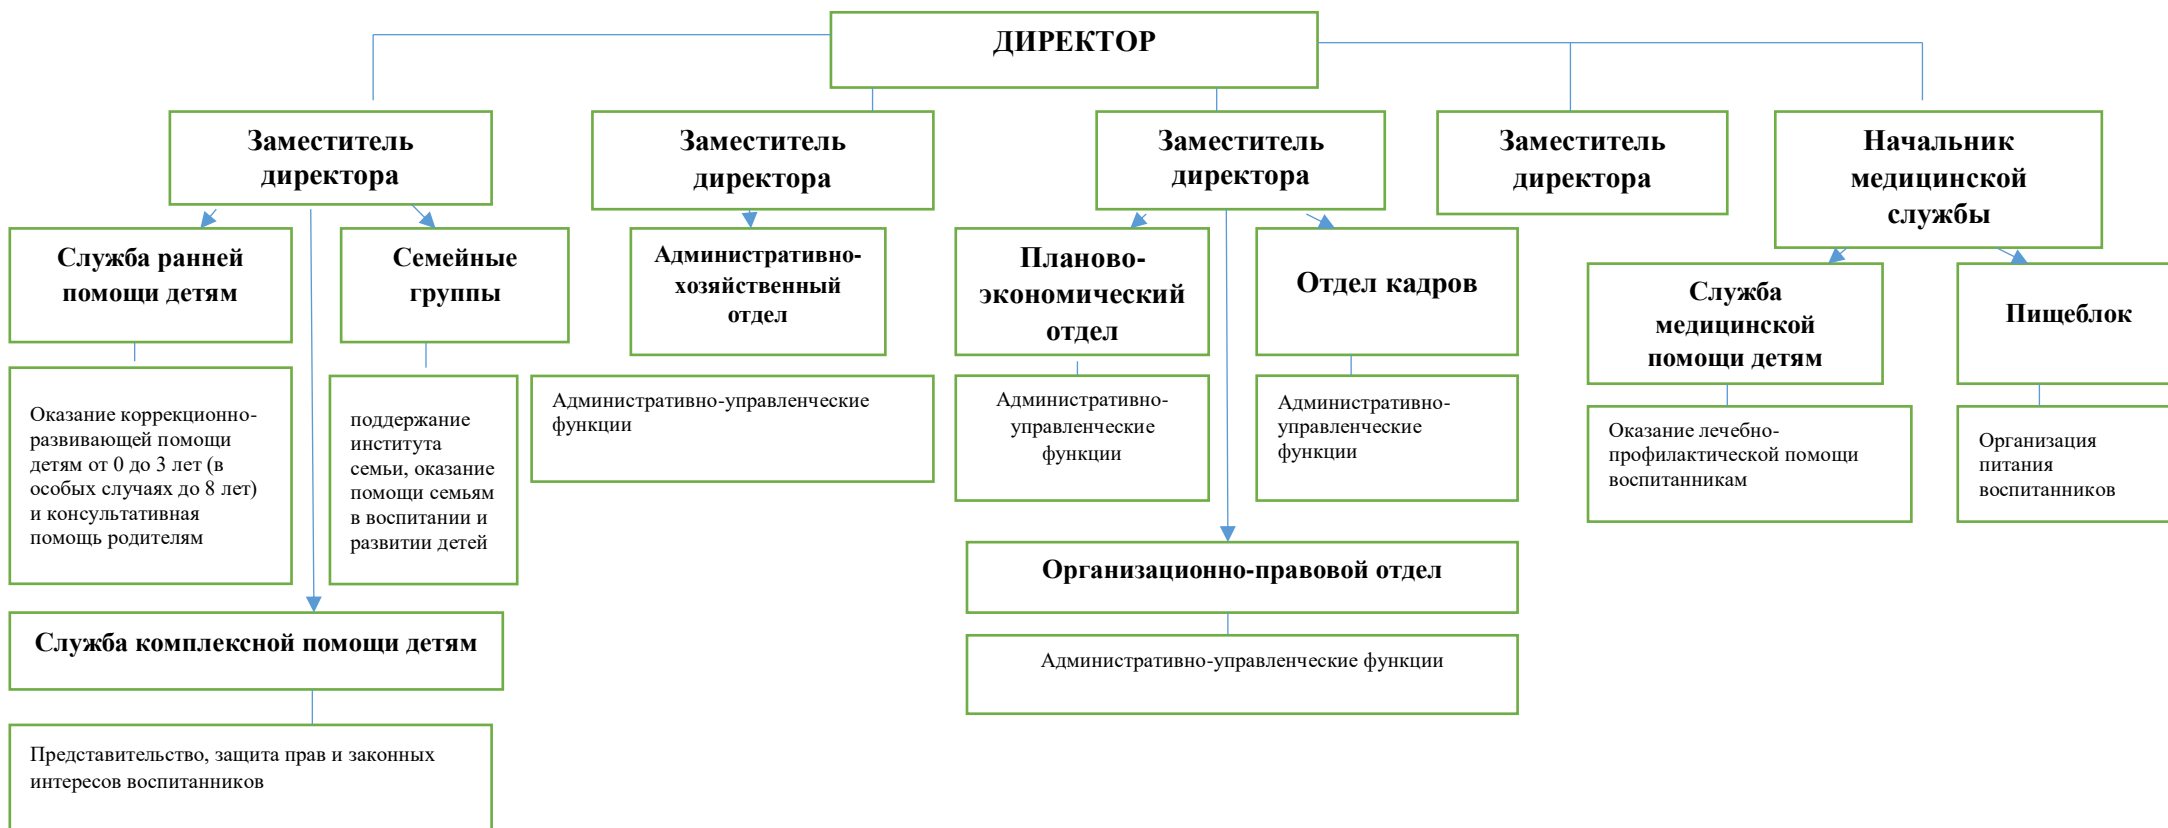 ДИРЕКТОР
Заместитель
директора
Заместитель
директора
Заместитель
директора
Заместитель
директора
Начальник
медицинской
службы
Служба ранней
помощи детям
Семейные
группы
Административно-
хозяйственный
отдел
Планово-
экономический
отдел
Отдел кадров
Служба
медицинской
помощи детям
Пищеблок
Оказание коррекционно-
развивающей помощи
детям от 0 до 3 лет (в
особых случаях до 8 лет)
и консультативная
помощь родителям
поддержание
института
семьи, оказание
помощи семьям
в воспитании и
развитии детей
Административно-управленческие
функции
Административно-
управленческие
функции
Административно-
управленческие
функции
Оказание лечебно-
профилактической помощи
воспитанникам
Организация
питания
воспитанников
Организационно-правовой отдел
Административно-управленческие функции
Служба комплексной помощи детям
Представительство, защита прав и законных
интересов воспитанников